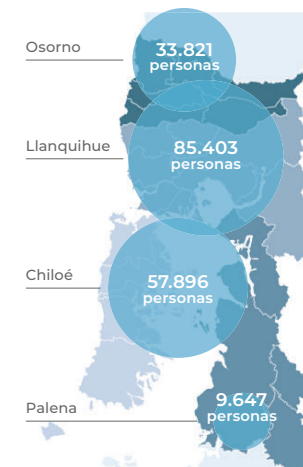 Osorno
33.821
personas
Llanquihue
85.403
personas
Chiloé
57.896
personas
Palena
9.647
personas